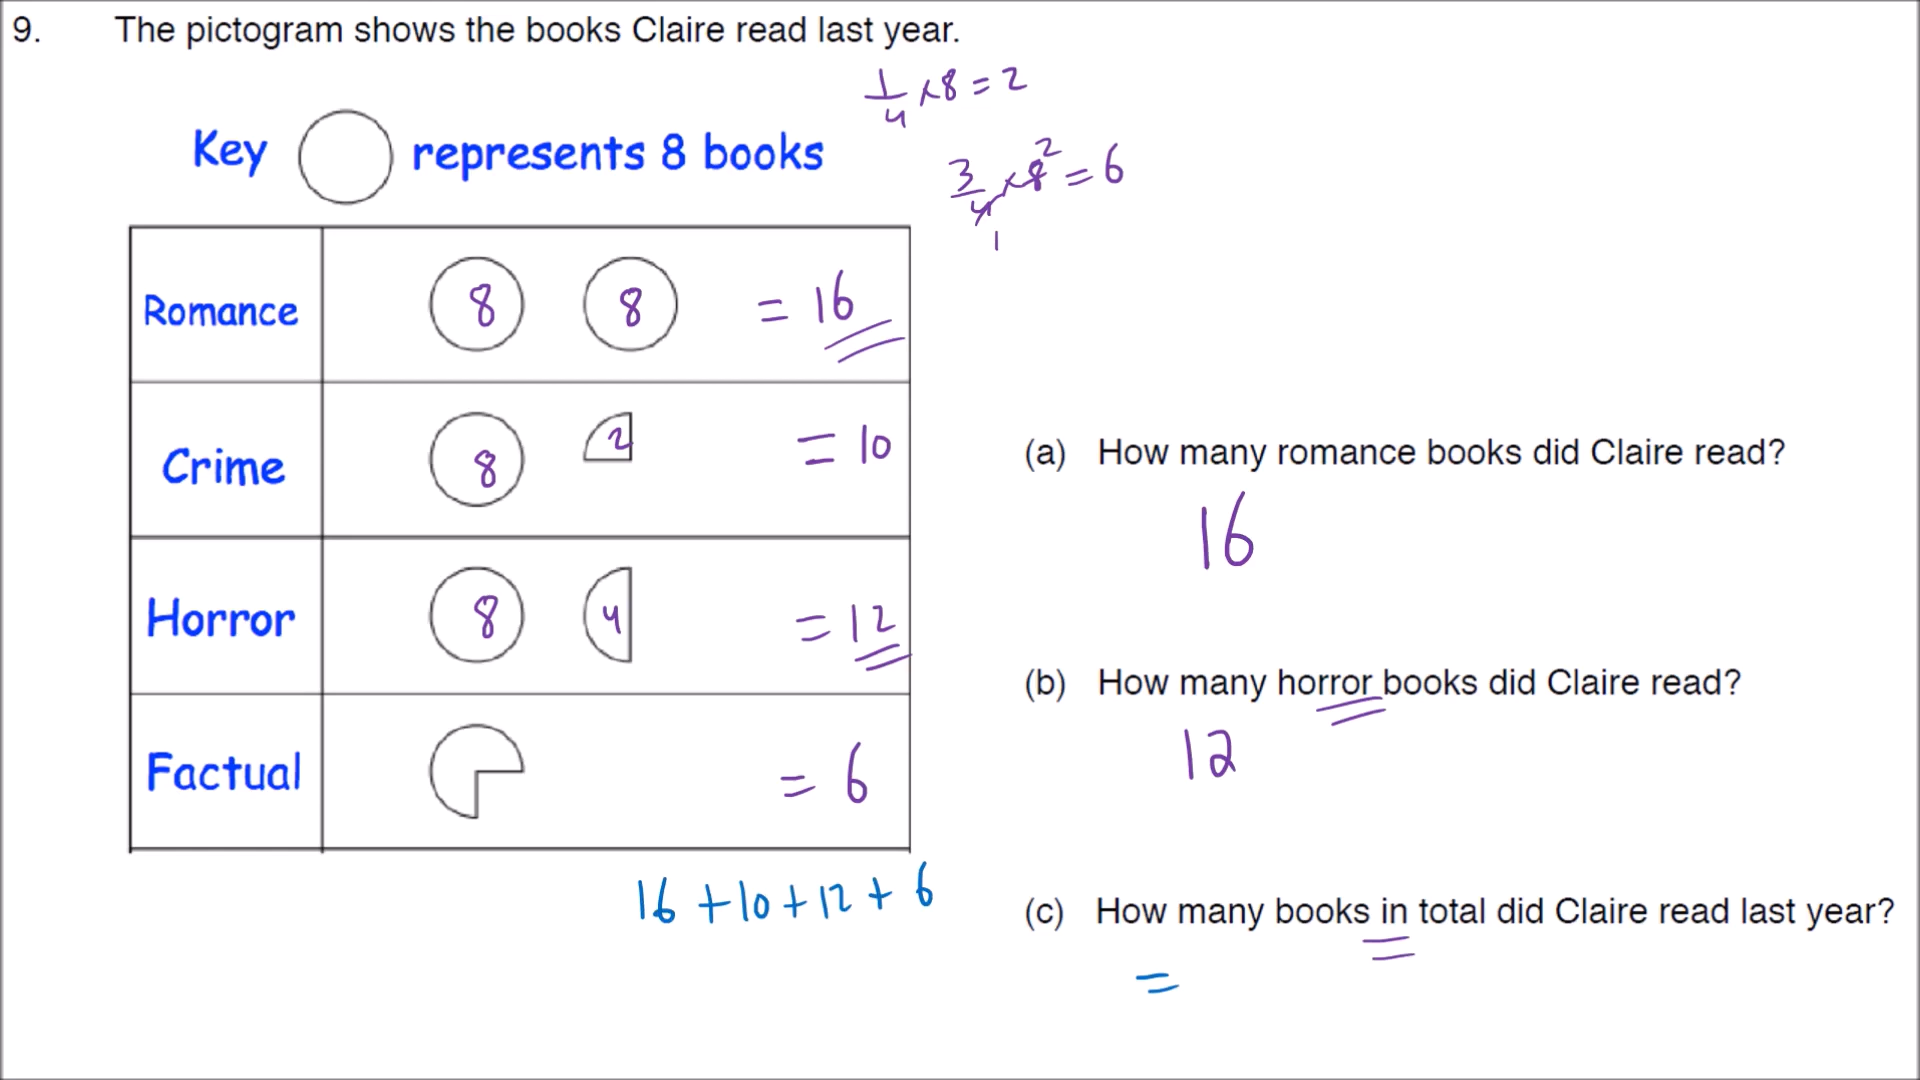 9. The pictogram shows the books Claire read last year.
1/4 × 8 = 2
Key represents 8 books
3/4 × 8 2 = 6
1
Romance 8 8 = 16
Crime 8 2 = 10
(a) How many romance books did Claire read?
16
Horror 8 4 = 12
(b) How many horror books did Claire read?
12
Factual = 6
16 + 10 + 12 + 6
(c) How many books in total did Claire read last year?
=